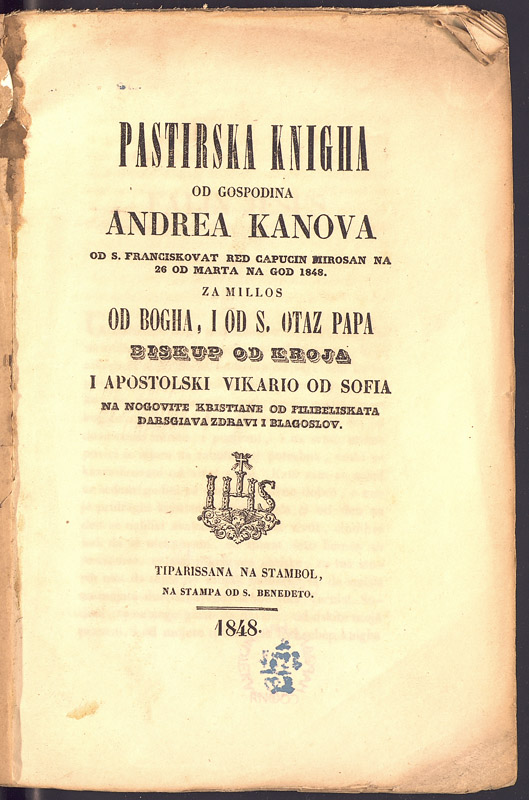 PASTIRSKA KNIGHA
OD GOSPODINA
ANDREA KANOVA
OD S. FRANCISKOVAT RED CAPUCIN MIROSAN NA
26 OD MARTA NA GOD 1848.
ZA MILLOS
OD BOGHA, I OD S. OTAZ PAPA
BISKUP OD KROJA
I APOSTOLSKI VIKARIO OD SOFIA
NA NOGOVITE KRISTIANE OD FILIBELISKATA
DARSGIAVA ZDRAVI I BLAGOSLOV.
IHS
TIPARISSANA NA STAMBOL,
NA STAMPA OD S. BENEDETO.
1848.